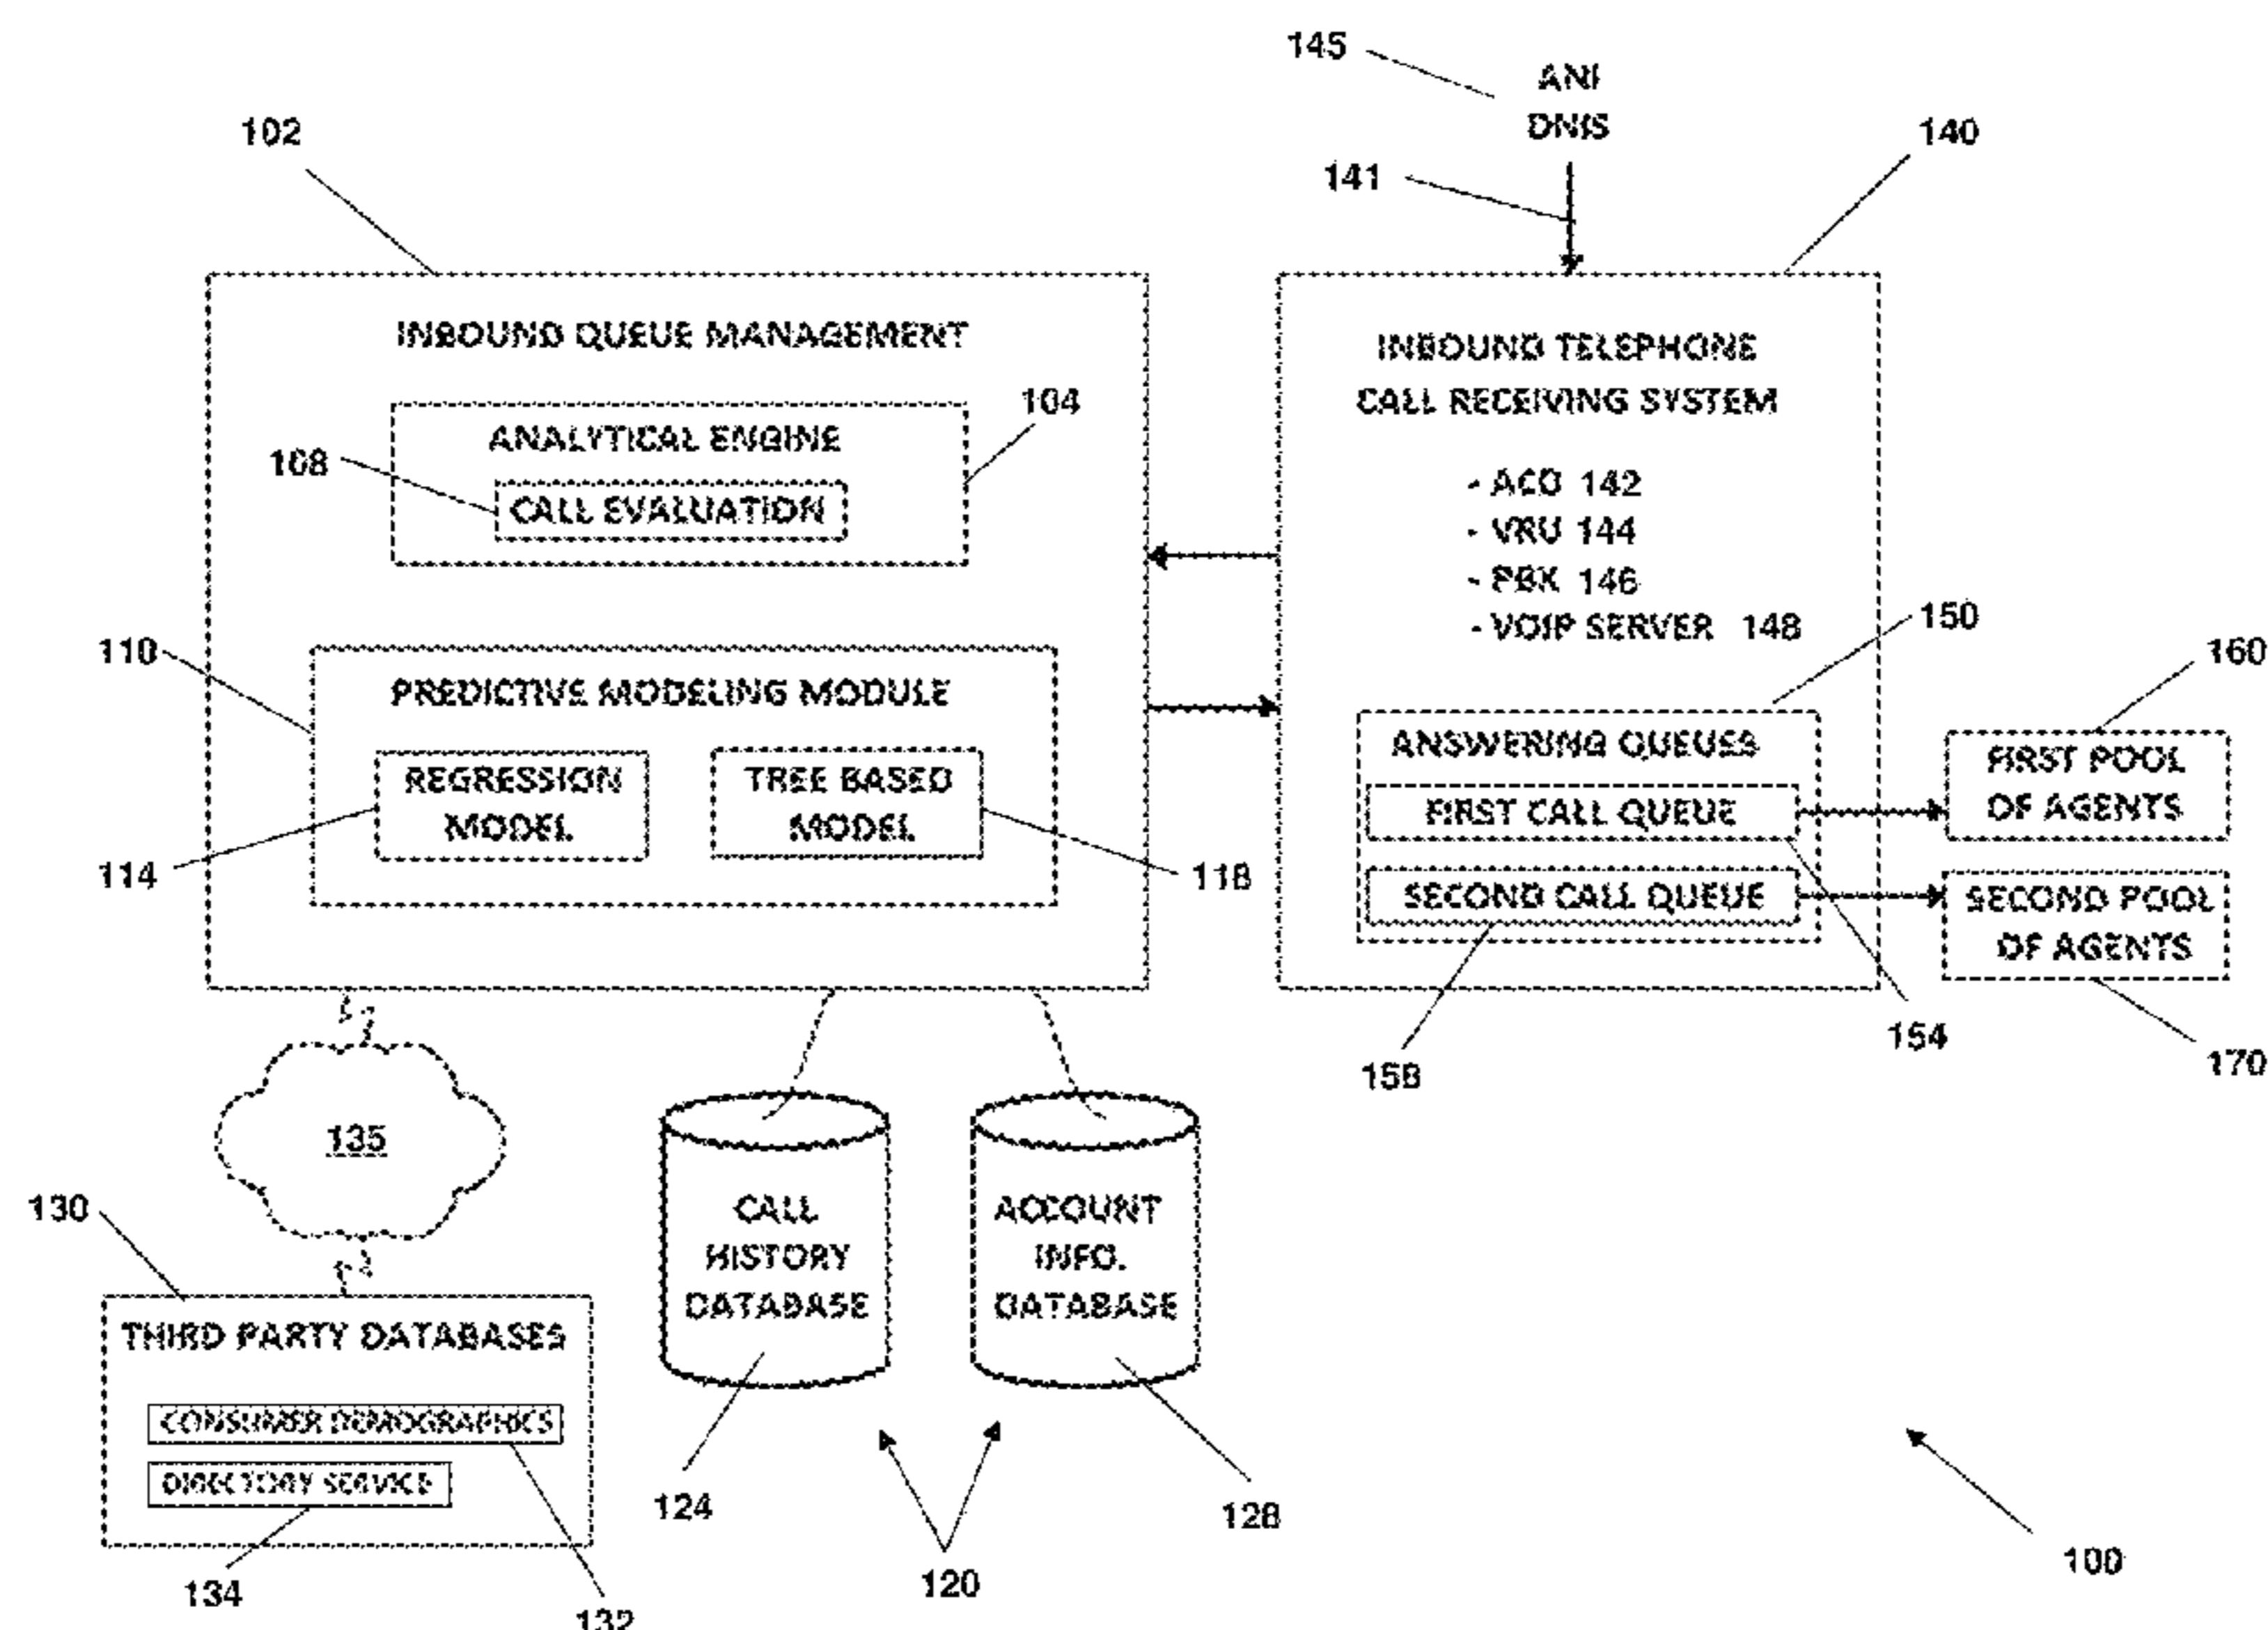 145
ANI
DNIS
102
141
140
INBOUND QUEUE MANAGEMENT
INBOUND TELEPHONE
CALL RECEIVING SYSTEM
104
ANALYTICAL ENGINE
108
CALL EVALUATION
- ACD 142
- VRU 144
- PBX 146
- VOIP SERVER 148
150
110
160
PREDICTIVE MODELING MODULE
REGRESSION
MODEL
TREE BASED
MODEL
114
118
ANSWERING QUEUES
FIRST CALL QUEUE
SECOND CALL QUEUE
FIRST POOL
OF AGENTS
SECOND POOL
OF AGENTS
154
158
170
135
130
CALL
HISTORY
DATABASE
ACCOUNT
INFO.
DATABASE
THIRD PARTY DATABASES
CONSUMER DEMOGRAPHICS
DIRECTORY SERVICE
124
128
134
132
120
100